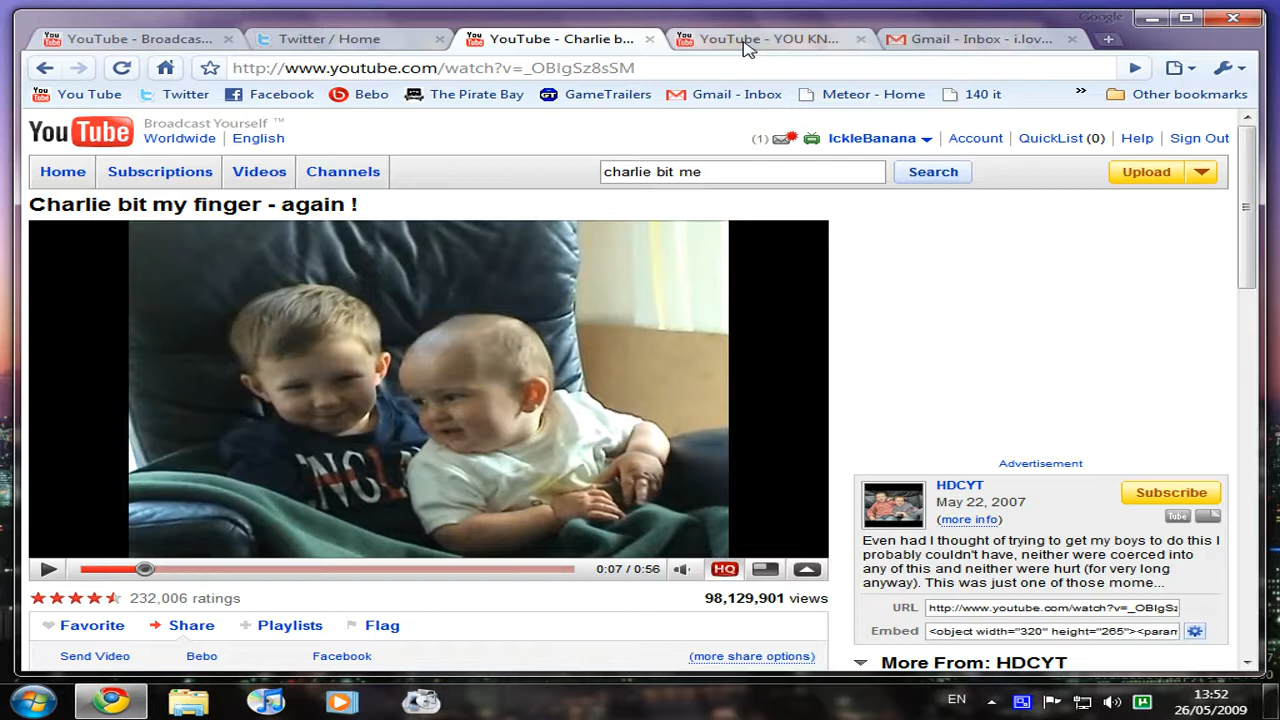 Google
YouTube - Broadcas...
Twitter / Home
YouTube - Charlie b...
YouTube - YOU KN...
Gmail - Inbox - i.lov...
http://www.youtube.com/watch?v=_OBlgSz8sSM
You Tube
Twitter
Facebook
Bebo
The Pirate Bay
GameTrailers
Gmail - Inbox
Meteor - Home
140 it
»
Other bookmarks
You Tube
Broadcast Yourself ™
Worldwide
English
(1)
IckleBanana
Account
QuickList (0)
Help
Sign Out
Home
Subscriptions
Videos
Channels
charlie bit me
Search
Upload
Charlie bit my finger - again !
ENGL
Advertisement
HDCYT
May 22, 2007
(more info)
Subscribe
Tube
Even had I thought of trying to get my boys to do this I
probably couldn't have, neither were coerced into
any of this and neither were hurt (for very long
anyway). This was just one of those mome...
0:07 / 0:56
HQ
232,006 ratings
98,129,901 views
URL
http://www.youtube.com/watch?v=_OBlgSz
Embed
<object width="320" height="265"><paran
Favorite
Share
Playlists
Flag
Send Video
Bebo
Facebook
(more share options)
More From: HDCYT
EN
13:52
26/05/2009